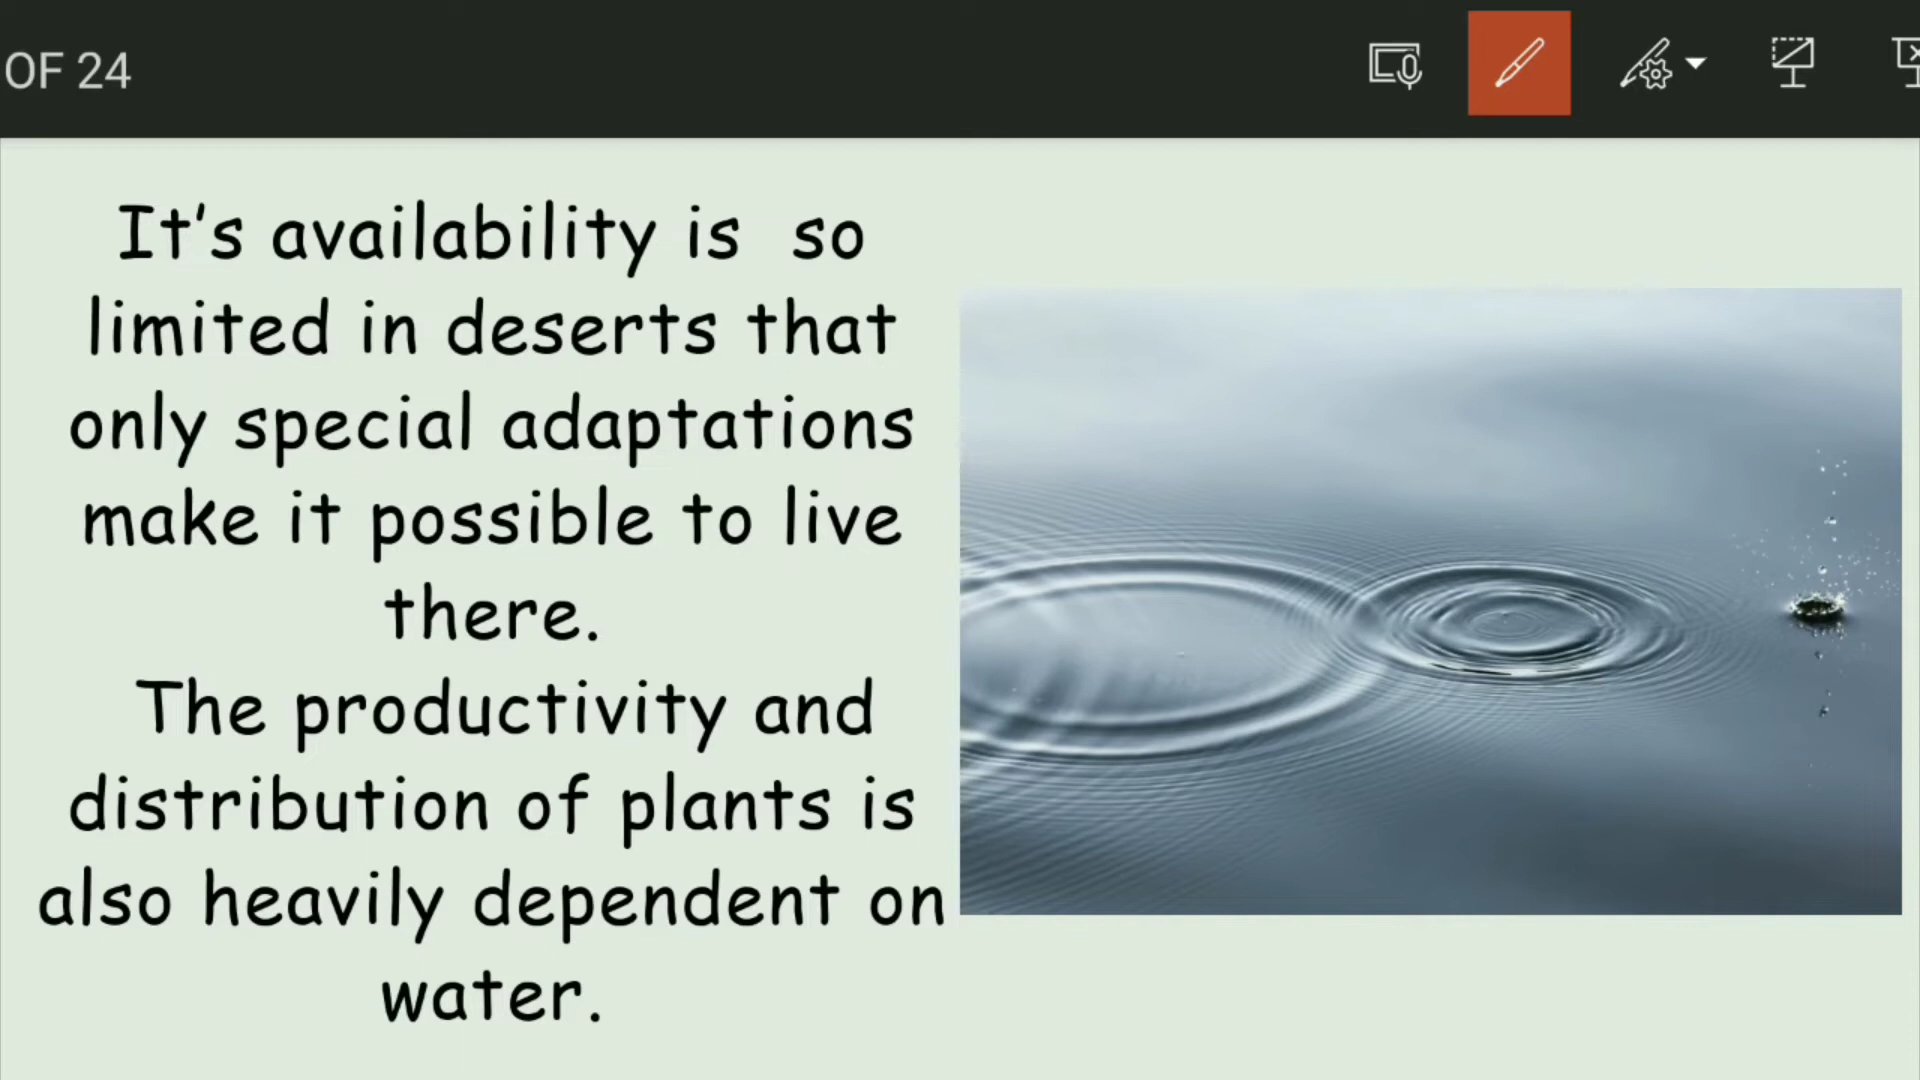 OF 24
It's availability is so
limited in deserts that
only special adaptations
make it possible to live
there.
The productivity and
distribution of plants is
also heavily dependent on
water.